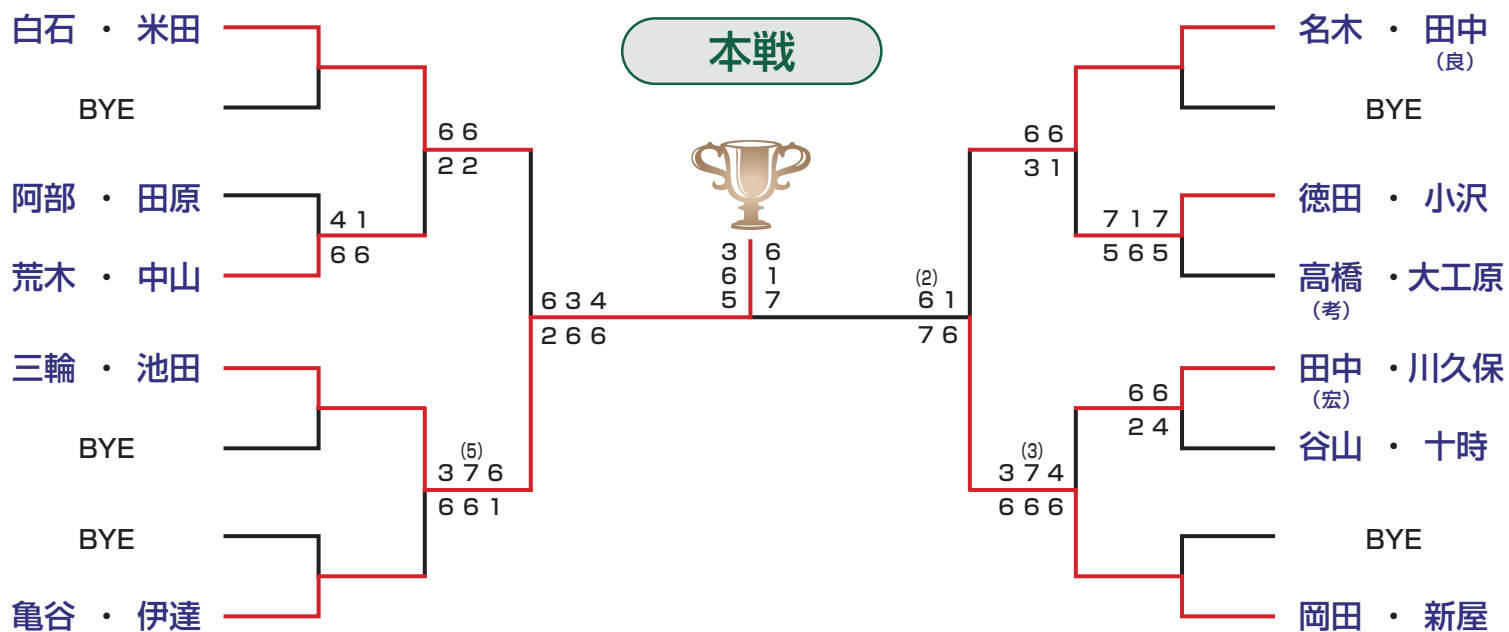 本戦
白石 ・ 米田
BYE
6 6
2 2
阿部 ・ 田原
4 1
6 6
荒木 ・ 中山
6 3 4
2 6 6
三輪 ・ 池田
BYE
(5)
3 7 6
6 6 1
BYE
亀谷 ・ 伊達
3 6
6 1
5 7
名木 ・ 田中
（良）
BYE
6 6
3 1
徳田 ・ 小沢
7 1 7
5 6 5
高橋 ・ 大工原
（考）
(2)
6 1
7 6
田中 ・ 川久保
（宏）
6 6
2 4
谷山 ・ 十時
(3)
3 7 4
6 6 6
BYE
岡田 ・ 新屋